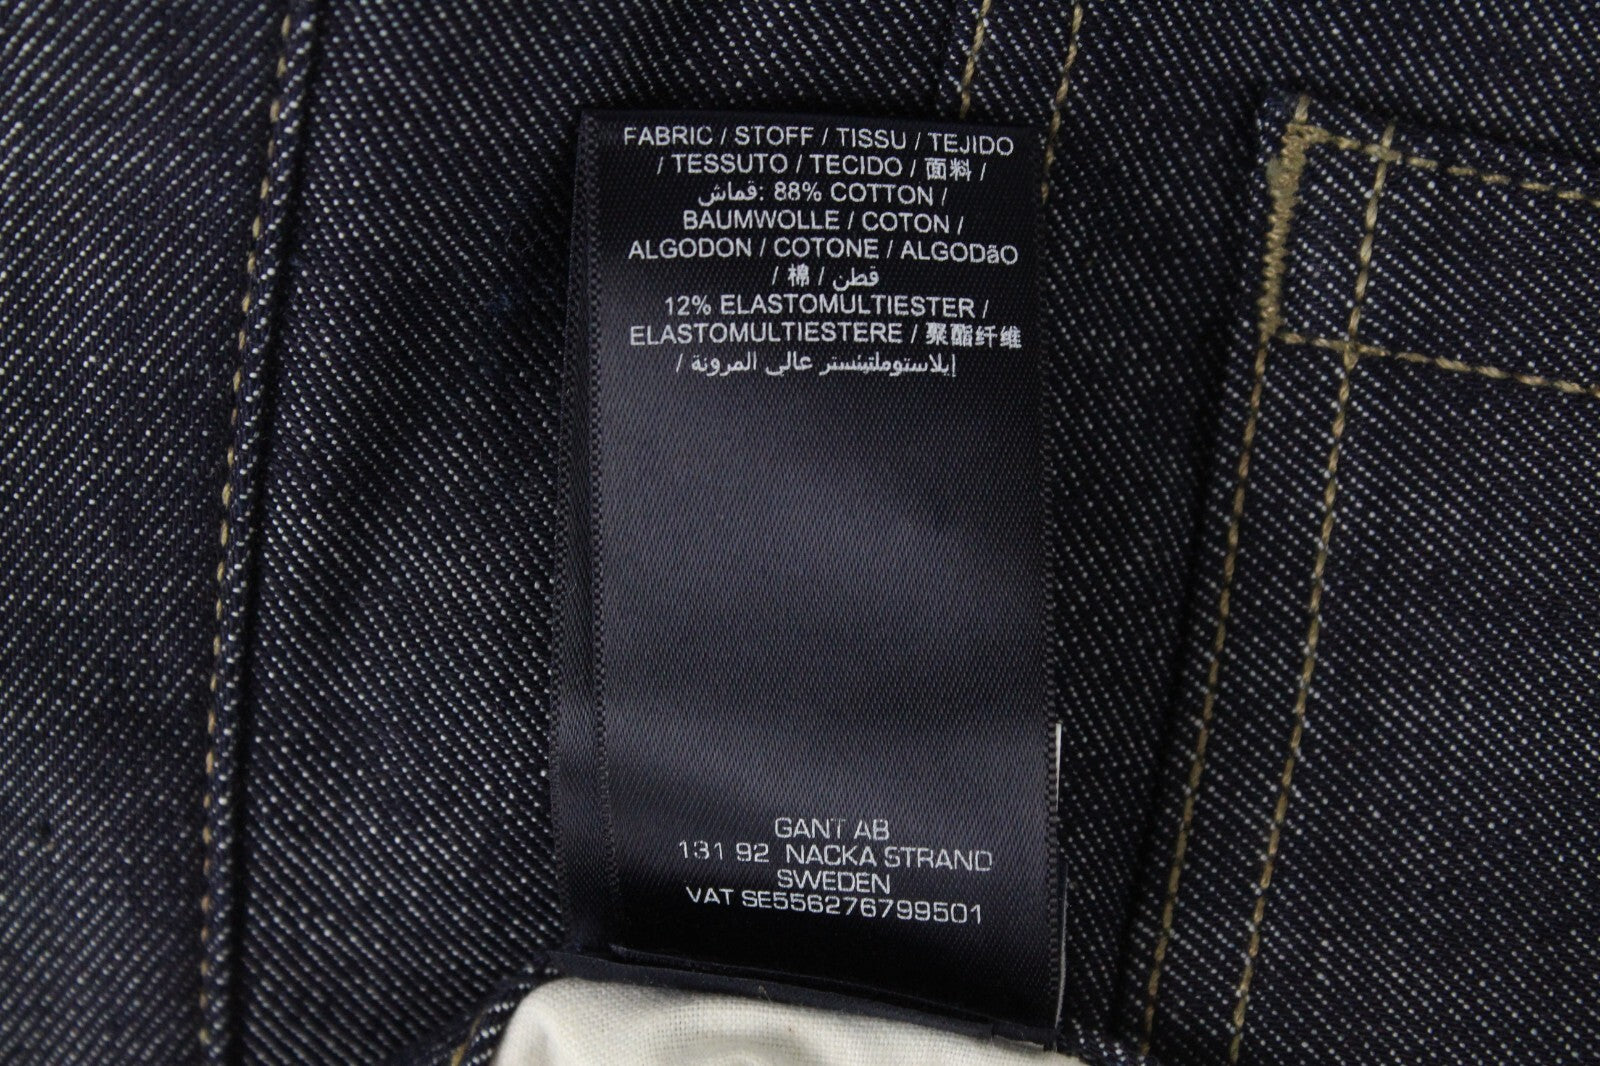 FABRIC / STOFF / TISSU / TEJIDO
/ TESSUTO / TECIDO / 面料 /
قماش: 88% COTTON /
BAUMWOLLE / COTON /
ALGODON / COTONE / ALGODãO
/ 棉 / قطن
12% ELASTOMULTIESTER /
ELASTOMULTIESTERE / 聚酯纤维
/ إيلاستوملتينستر عالي المرونة
GANT AB
131 92 NACKA STRAND
SWEDEN
VAT SE556276799501